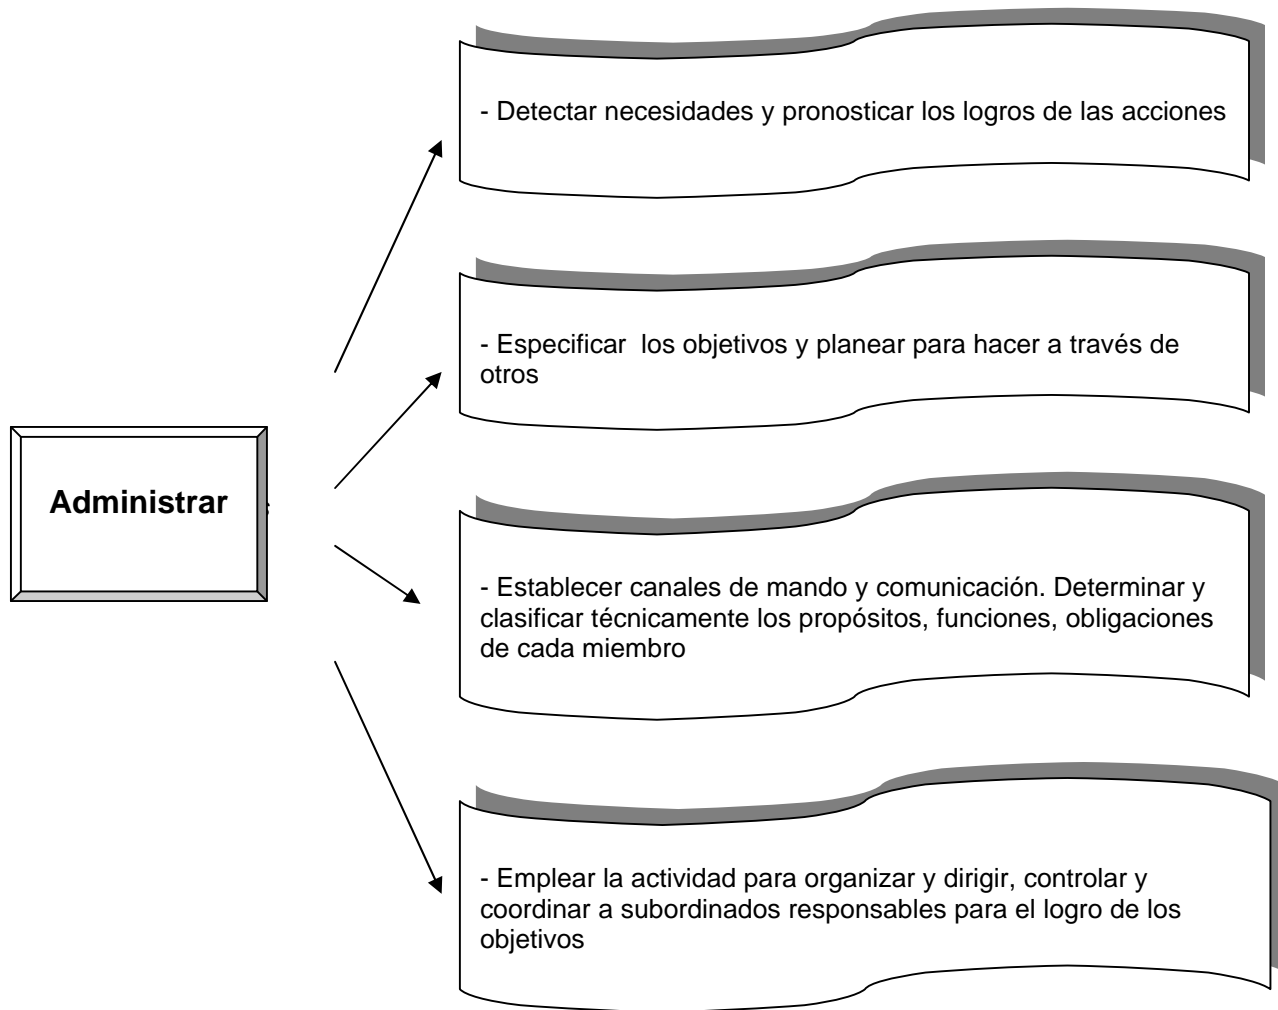 - Detectar necesidades y pronosticar los logros de las acciones
- Especificar  los objetivos y planear para hacer a través de
otros
Administrar
- Establecer canales de mando y comunicación. Determinar y
clasificar técnicamente los propósitos, funciones, obligaciones
de cada miembro
- Emplear la actividad para organizar y dirigir, controlar y
coordinar a subordinados responsables para el logro de los
objetivos